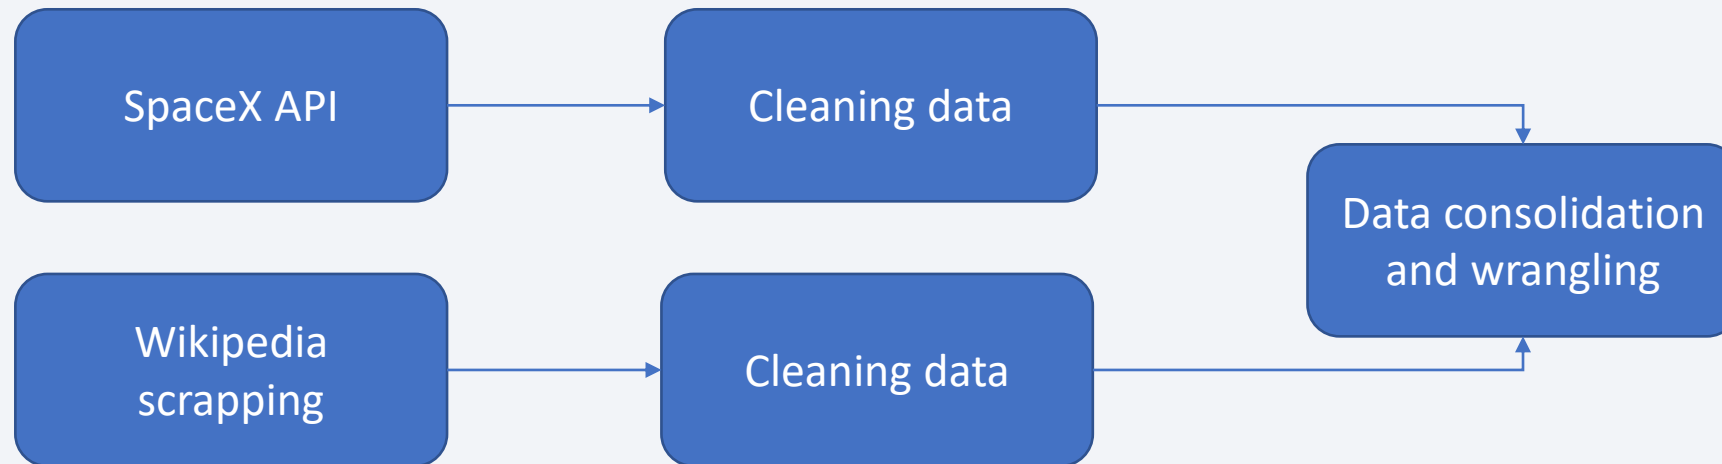 SpaceX API
Cleaning data
Data consolidation
and wrangling
Wikipedia
scrapping
Cleaning data